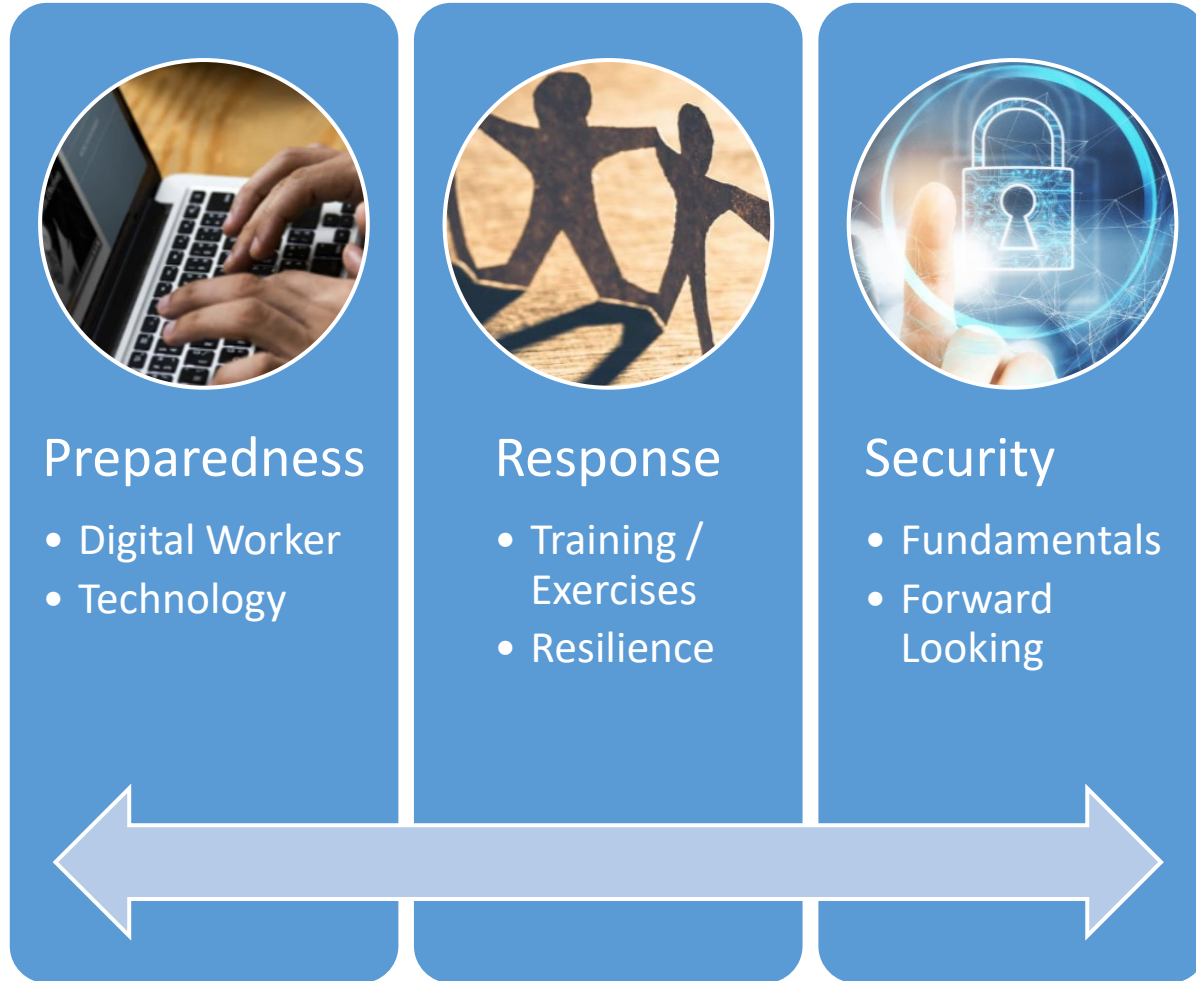 Preparedness
• Digital Worker
• Technology
Response
• Training /
Exercises
• Resilience
Security
• Fundamentals
• Forward
Looking